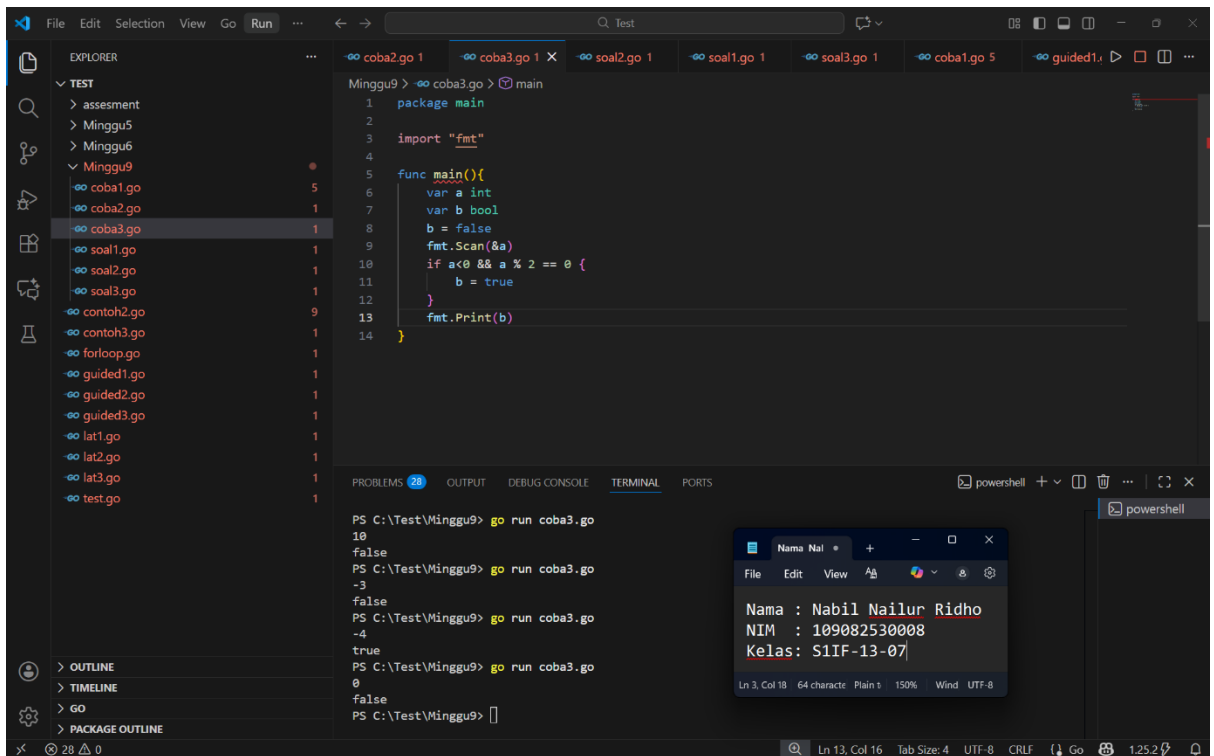 File Edit Selection View Go Run ... Test
EXPLORER
TEST
assesment
Minggu5
Minggu6
Minggu9
coba1.go 5
coba2.go 1
coba3.go 1
soal1.go 1
soal2.go 1
soal3.go 1
contoh2.go 9
contoh3.go 1
forloop.go 1
guided1.go 1
guided2.go 1
guided3.go 1
lat1.go 1
lat2.go 1
lat3.go 1
test.go 1
OUTLINE
TIMELINE
GO
PACKAGE OUTLINE
coba2.go 1 coba3.go 1 soal2.go 1 soal1.go 1 soal3.go 1 coba1.go 5 guided1.
Minggu9 > coba3.go > main
1 package main
2
3 import "fmt"
4
5 func main(){
6 var a int
7 var b bool
8 b = false
9 fmt.Scan(&a)
10 if a<0 && a % 2 == 0 {
11 b = true
12 }
13 fmt.Print(b)
14 }
PROBLEMS 28 OUTPUT DEBUG CONSOLE TERMINAL PORTS powershell
powershell
PS C:\Test\Minggu9> go run coba3.go
10
false
PS C:\Test\Minggu9> go run coba3.go
-3
false
PS C:\Test\Minggu9> go run coba3.go
-4
true
PS C:\Test\Minggu9> go run coba3.go
0
false
PS C:\Test\Minggu9>
Nama Nal
File Edit View
Nama : Nabil Nailur Ridho
NIM : 109082530008
Kelas: S1IF-13-07
Ln 3, Col 18 64 characte Plain t 150% Wind UTF-8
28 0 Ln 13, Col 16 Tab Size: 4 UTF-8 CRLF Go 1.25.2